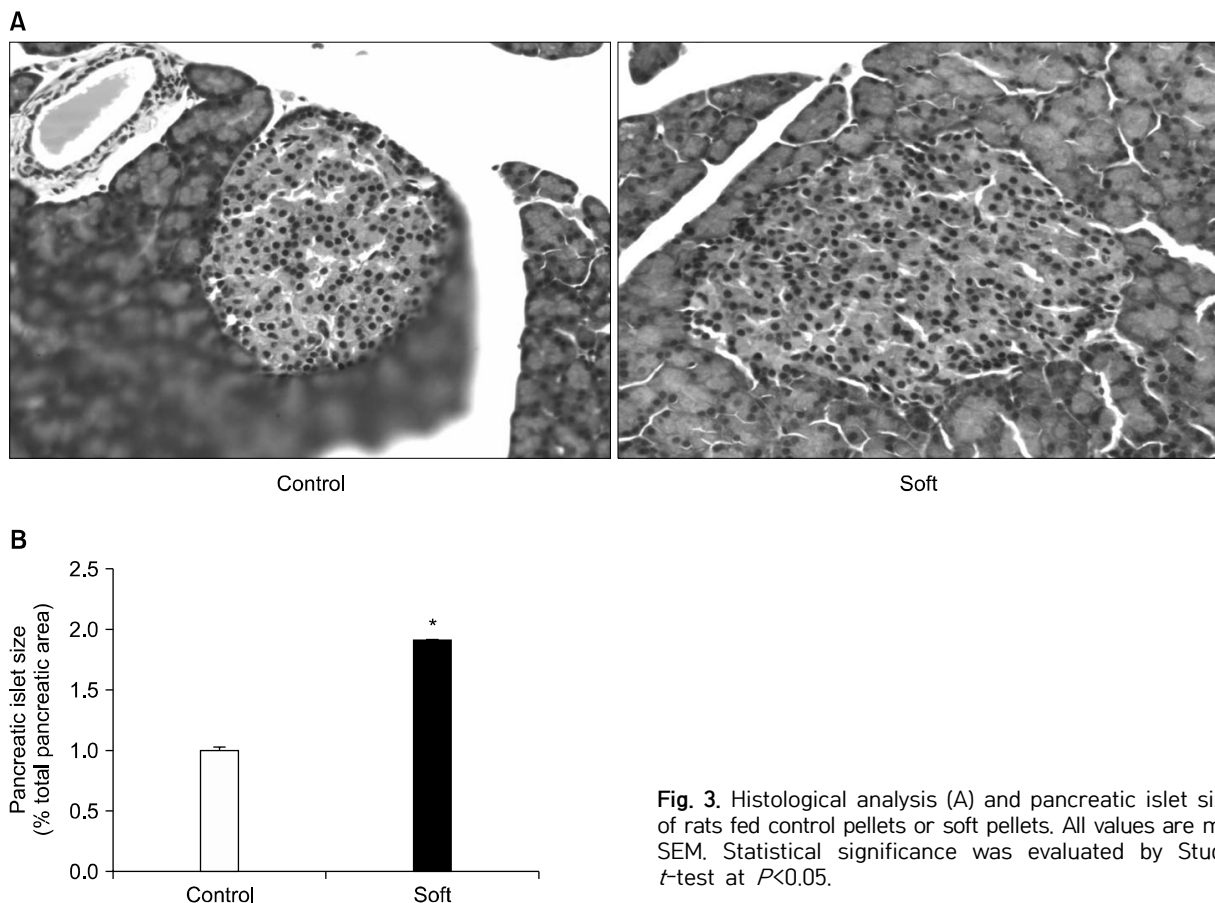 A
Control
Soft
B
Pancreatic islet size
(% total pancreatic area)
2.5
2.0
1.5
1.0
0.5
0.0
*
Control
Soft
Fig. 3. Histological analysis (A) and pancreatic islet siz
of rats fed control pellets or soft pellets. All values are m
SEM. Statistical significance was evaluated by Stud
t-test at P<0.05.